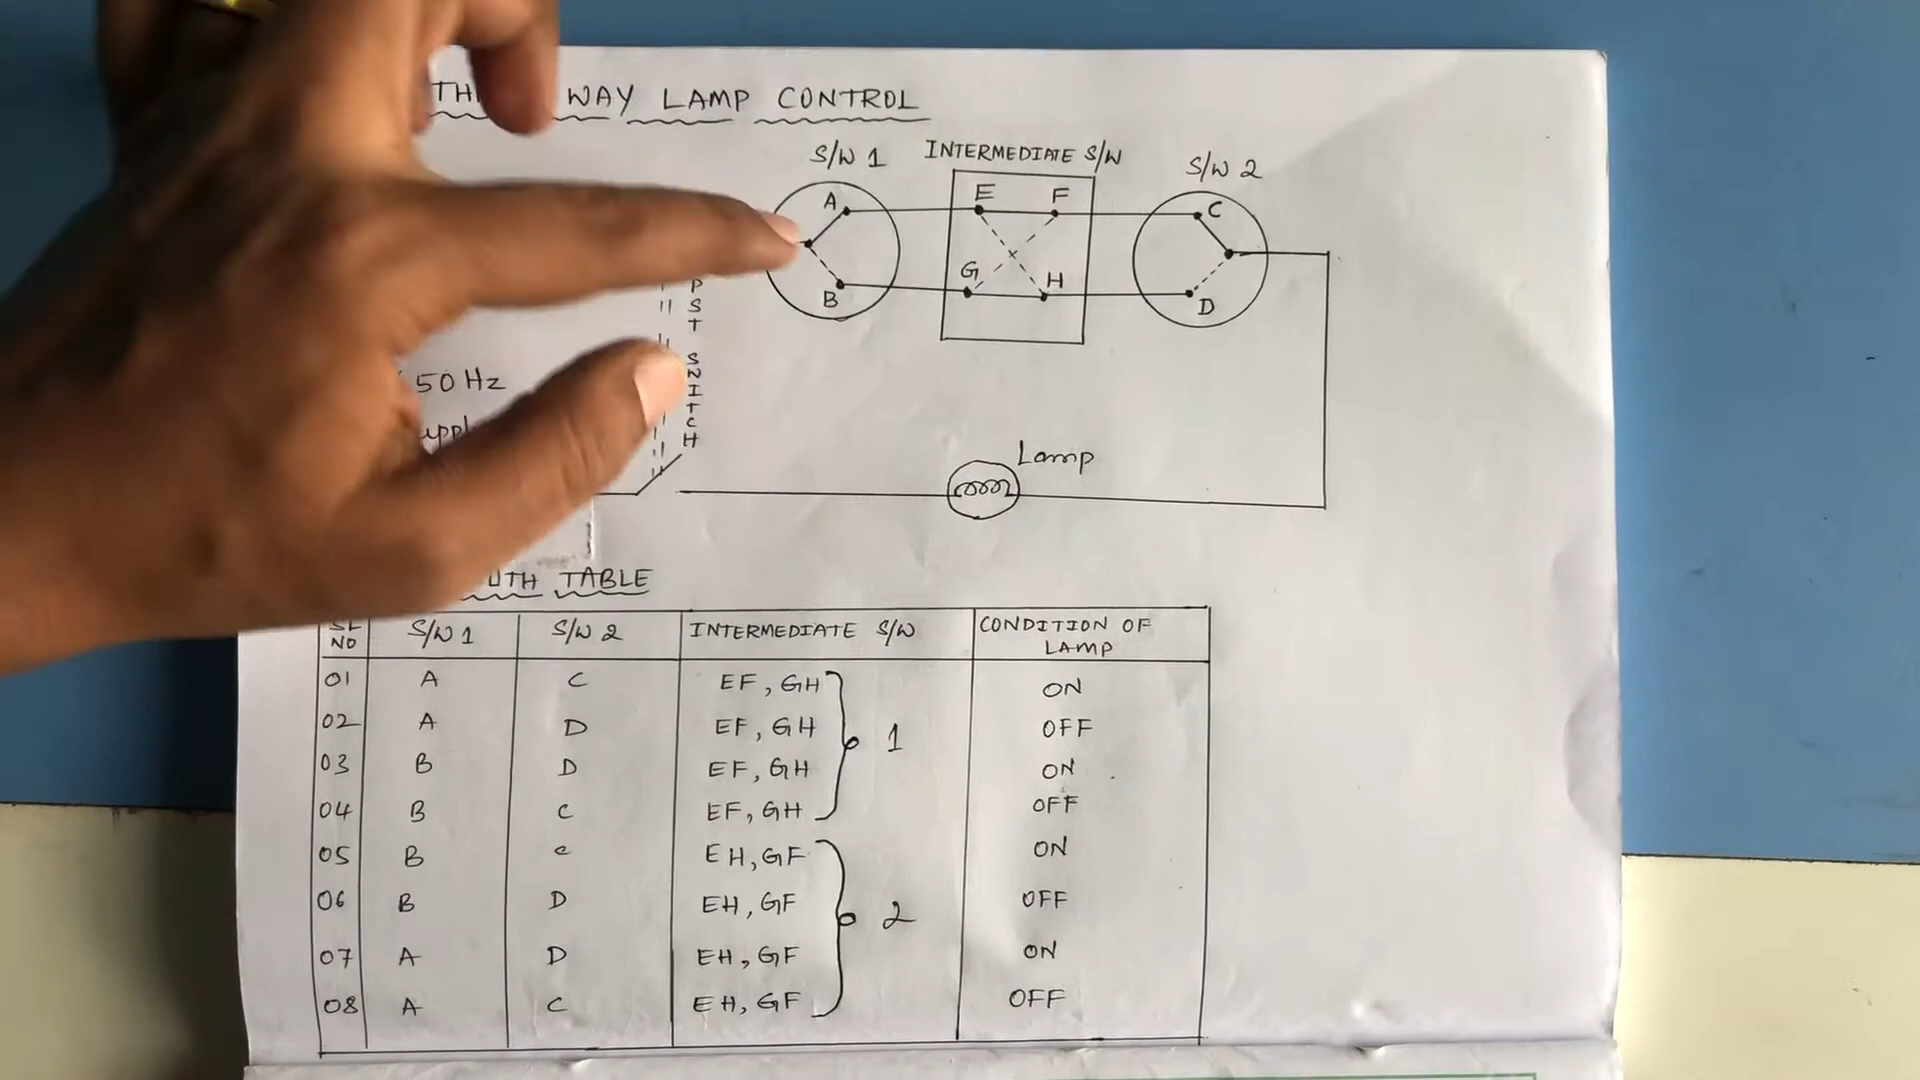 WAY LAMP CONTROL
S/W 1 INTERMEDIATE S/W S/W 2
A E F C
B G H D
PST SWITCH
50 Hz
Lamp
TABLE
SL NO S/W 1 S/W 2 INTERMEDIATE S/W CONDITION OF LAMP
01 A C EF, GH ON
02 A D EF, GH OFF
1
03 B D EF, GH ON
04 B C EF, GH OFF
05 B C EH, GF ON
06 B D EH, GF OFF
2
07 A D EH, GF ON
08 A C EH, GF OFF